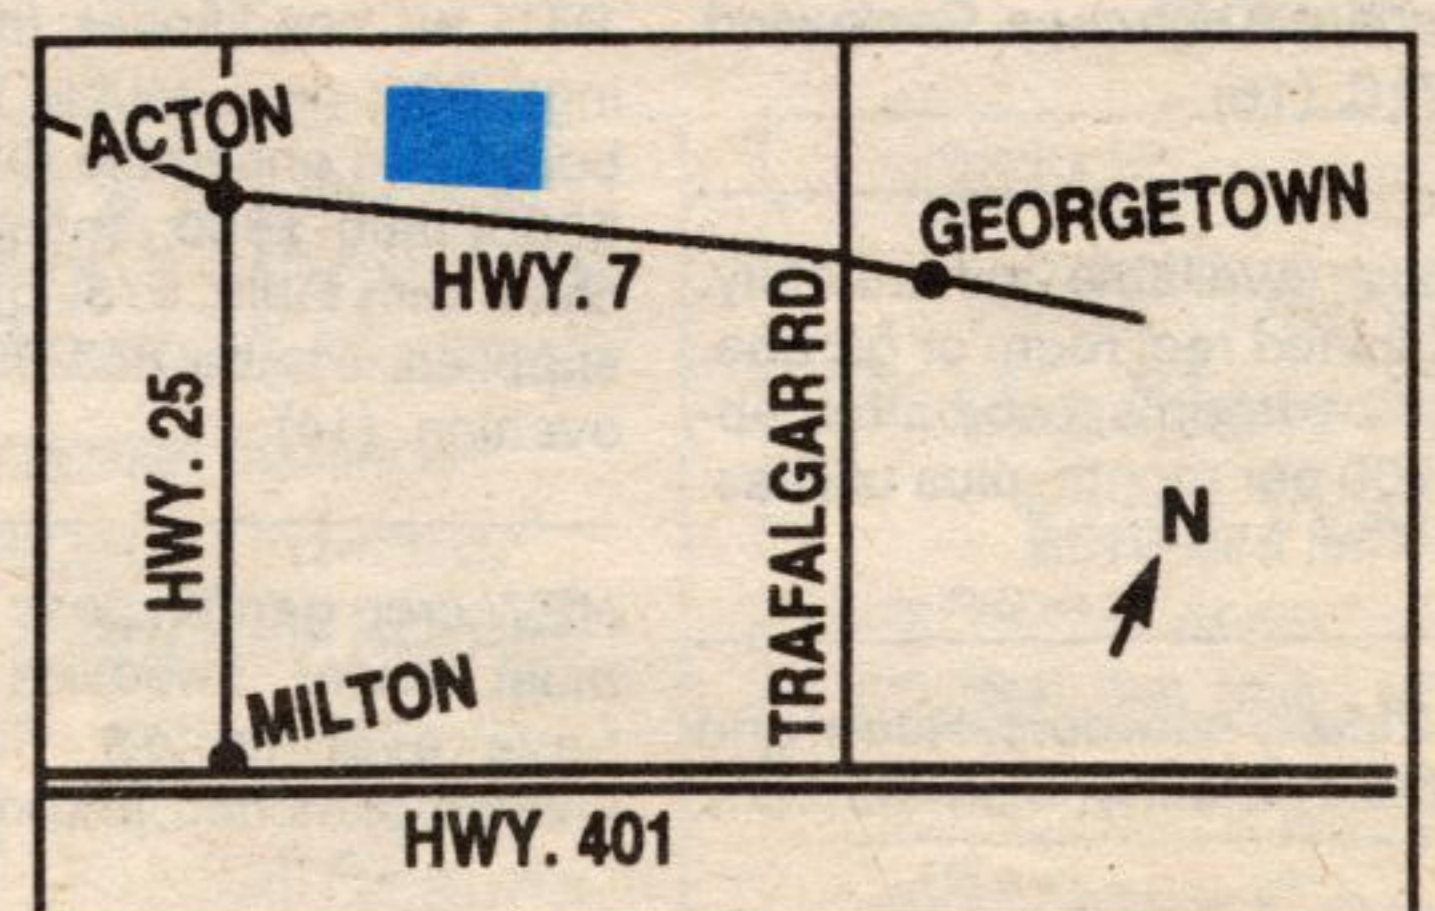 ACTON
GEORGETOWN
HWY. 7
TRAFALGAR RD
HWY. 25
N
MILTON
HWY. 401